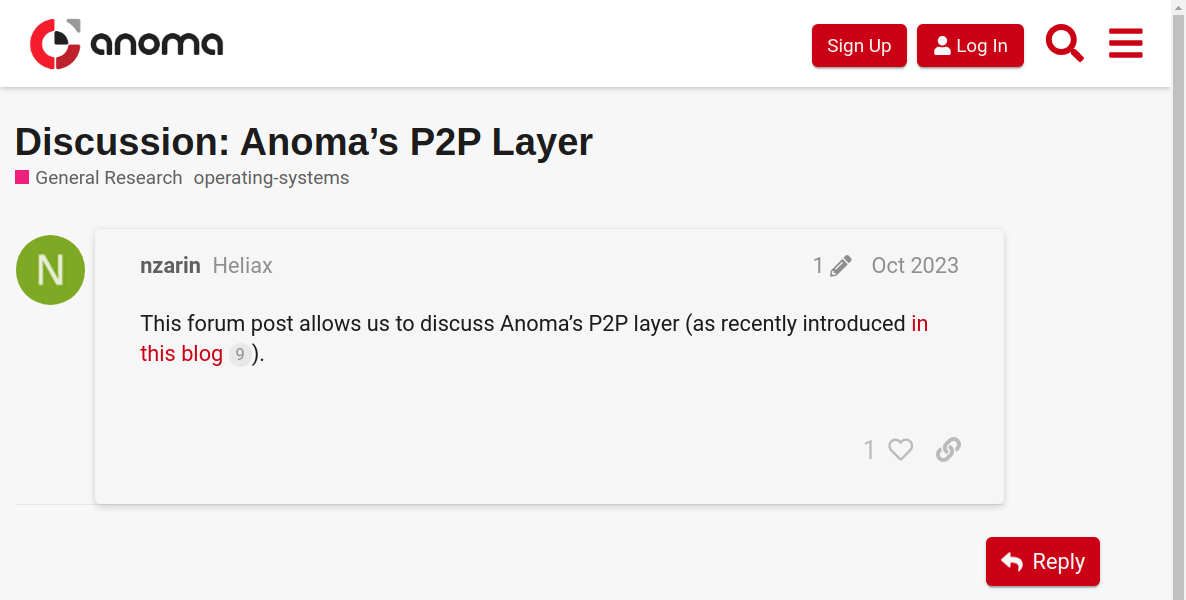 anoma
Sign Up
Log In
Discussion: Anoma’s P2P Layer
General Research operating-systems
N
nzarin Heliax
1
Oct 2023
This forum post allows us to discuss Anoma’s P2P layer (as recently introduced in
this blog 9 ).
1
Reply